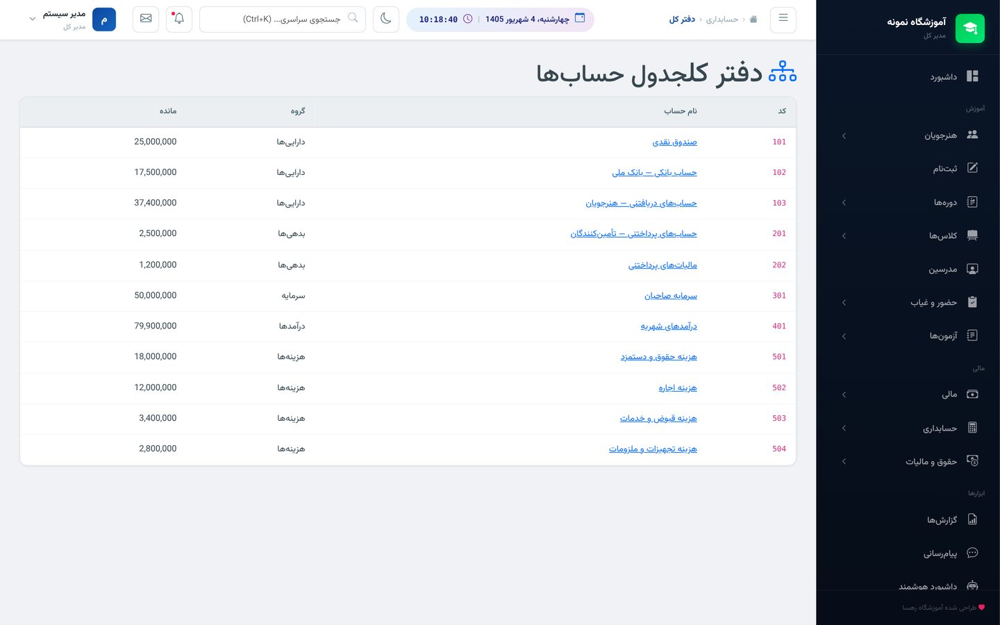 آموزشگاه نمونه
مدیر کل
داشبورد
آموزش
هنرجویان
ثبت‌نام
دوره‌ها
کلاس‌ها
مدرسین
حضور و غیاب
آزمون‌ها
مالی
مالی
حسابداری
حقوق و مالیات
ابزارها
گزارش‌ها
پیام‌رسانی
داشبورد هوشمند
طراحی شده آموزشگاه رهسا
حسابداری ‹ دفتر کل
چهارشنبه، 4 شهریور 1405 | 10:18:40
جستجوی سراسری... (Ctrl+K)
م
مدیر سیستم
مدیر کل
دفتر کلجدول حساب‌ها
کد نام حساب گروه مانده
101 صندوق نقدی دارایی‌ها 25,000,000
102 حساب بانکی — بانک ملی دارایی‌ها 17,500,000
103 حساب‌های دریافتنی — هنرجویان دارایی‌ها 37,400,000
201 حساب‌های پرداختنی — تأمین‌کنندگان بدهی‌ها 2,500,000
202 مالیات‌های پرداختنی بدهی‌ها 1,200,000
301 سرمایه صاحبان سرمایه 50,000,000
401 درآمدهای شهریه درآمدها 79,900,000
501 هزینه حقوق و دستمزد هزینه‌ها 18,000,000
502 هزینه اجاره هزینه‌ها 12,000,000
503 هزینه قبوض و خدمات هزینه‌ها 3,400,000
504 هزینه تجهیزات و ملزومات هزینه‌ها 2,800,000